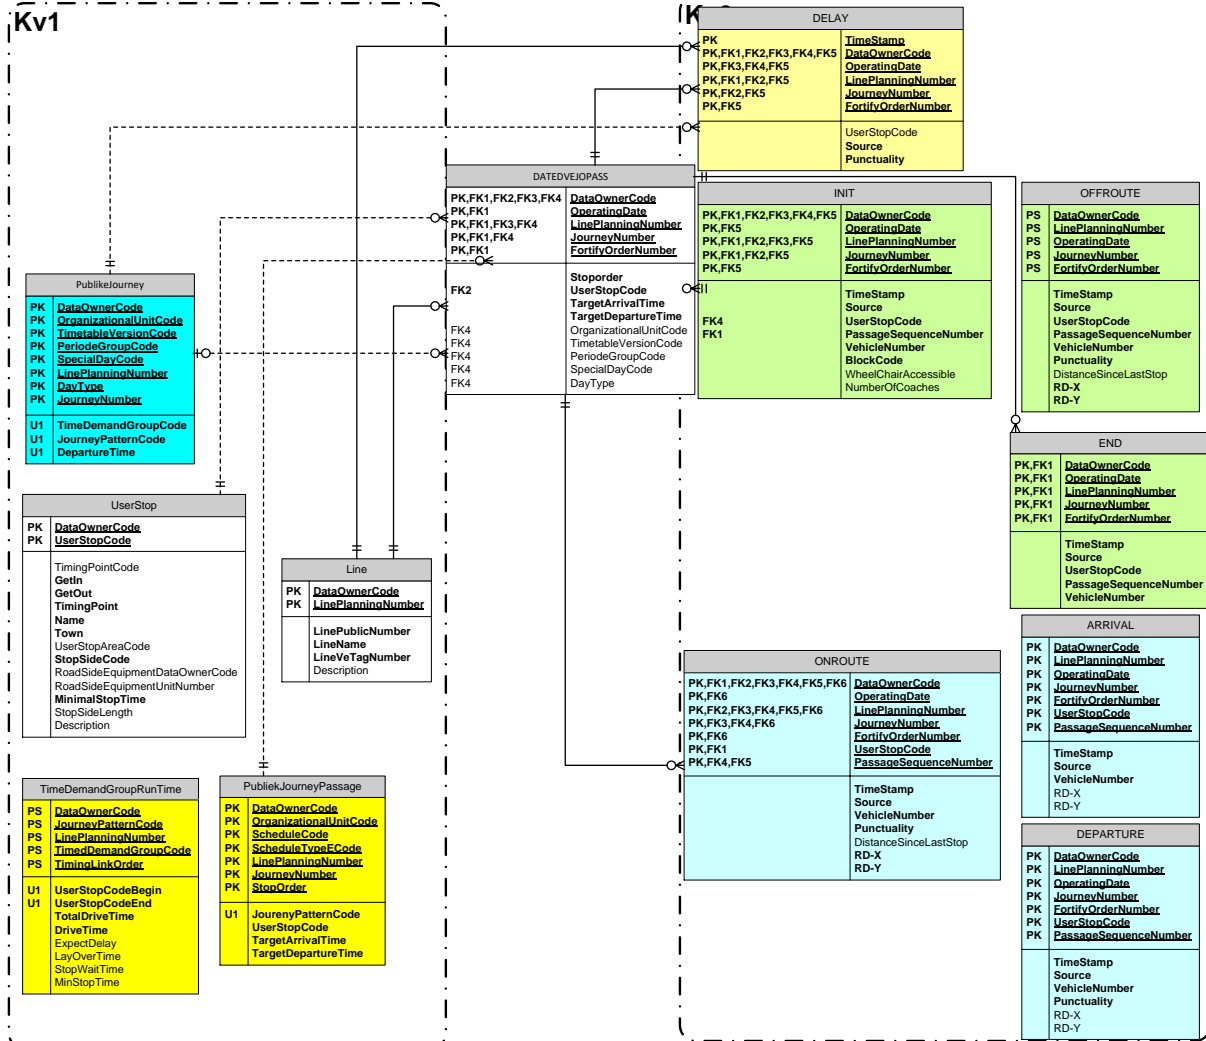 Kv1
K
DELAY
PK TimeStamp
PK,FK1,FK2,FK3,FK4,FK5 DataOwnerCode
PK,FK3,FK4,FK5 OperatingDate
PK,FK1,FK2,FK5 LinePlanningNumber
PK,FK2,FK5 JourneyNumber
PK,FK5 FortifyOrderNumber
UserStopCode
Source
Punctuality
DATEDVEJOPASS
PK,FK1,FK2,FK3,FK4 DataOwnerCode
PK,FK1 OperatingDate
PK,FK1,FK3,FK4 LinePlanningNumber
PK,FK1,FK4 JourneyNumber
PK,FK1 FortifyOrderNumber
Stoporder
FK2 UserStopCode
TargetArrivalTime
TargetDepartureTime
FK4 OrganizationalUnitCode
FK4 TimetableVersionCode
FK4 PeriodeGroupCode
FK4 SpecialDayCode
FK4 DayType
INIT
PK,FK1,FK2,FK3,FK4,FK5 DataOwnerCode
PK,FK5 OperatingDate
PK,FK1,FK2,FK3,FK5 LinePlanningNumber
PK,FK1,FK2,FK5 JourneyNumber
PK,FK5 FortifyOrderNumber
TimeStamp
Source
FK4 UserStopCode
FK1 PassageSequenceNumber
VehicleNumber
BlockCode
WheelChairAccessible
NumberOfCoaches
OFFROUTE
PS DataOwnerCode
PS LinePlanningNumber
PS OperatingDate
PS JourneyNumber
PS FortifyOrderNumber
TimeStamp
Source
UserStopCode
PassageSequenceNumber
VehicleNumber
Punctuality
DistanceSinceLastStop
RD-X
RD-Y
PublikeJourney
PK DataOwnerCode
PK OrganizationalUnitCode
PK TimetableVersionCode
PK PeriodeGroupCode
PK SpecialDayCode
PK LinePlanningNumber
PK DayType
PK JourneyNumber
U1 TimeDemandGroupCode
U1 JourneyPatternCode
U1 DepartureTime
END
PK,FK1 DataOwnerCode
PK,FK1 OperatingDate
PK,FK1 LinePlanningNumber
PK,FK1 JourneyNumber
PK,FK1 FortifyOrderNumber
TimeStamp
Source
UserStopCode
PassageSequenceNumber
VehicleNumber
UserStop
PK DataOwnerCode
PK UserStopCode
TimingPointCode
GetIn
GetOut
TimingPoint
Name
Town
UserStopAreaCode
StopSideCode
RoadSideEquipmentDataOwnerCode
RoadSideEquipmentUnitNumber
MinimalStopTime
StopSideLength
Description
Line
PK DataOwnerCode
PK LinePlanningNumber
LinePublicNumber
LineName
LineVeTagNumber
Description
ONROUTE
PK,FK1,FK2,FK3,FK4,FK5,FK6 DataOwnerCode
PK,FK6 OperatingDate
PK,FK2,FK3,FK4,FK5,FK6 LinePlanningNumber
PK,FK3,FK4,FK6 JourneyNumber
PK,FK6 FortifyOrderNumber
PK,FK1 UserStopCode
PK,FK4,FK5 PassageSequenceNumber
TimeStamp
Source
VehicleNumber
Punctuality
DistanceSinceLastStop
RD-X
RD-Y
ARRIVAL
PK DataOwnerCode
PK LinePlanningNumber
PK OperatingDate
PK JourneyNumber
PK FortifyOrderNumber
PK UserStopCode
PK PassageSequenceNumber
TimeStamp
Source
VehicleNumber
RD-X
RD-Y
TimeDemandGroupRunTime
PS DataOwnerCode
PS JourneyPatternCode
PS LinePlanningNumber
PS TimedDemandGroupCode
PS TimingLinkOrder
U1 UserStopCodeBegin
U1 UserStopCodeEnd
TotalDriveTime
DriveTime
ExpectDelay
LayOverTime
StopWaitTime
MinStopTime
PubliekJourneyPassage
PK DataOwnerCode
PK OrganizationalUnitCode
PK ScheduleCode
PK ScheduleTypeECode
PK LinePlanningNumber
PK JourneyNumber
PK StopOrder
U1 JourenyPatternCode
UserStopCode
TargetArrivalTime
TargetDepartureTime
DEPARTURE
PK DataOwnerCode
PK LinePlanningNumber
PK OperatingDate
PK JourneyNumber
PK FortifyOrderNumber
PK UserStopCode
PK PassageSequenceNumber
TimeStamp
Source
VehicleNumber
Punctuality
RD-X
RD-Y